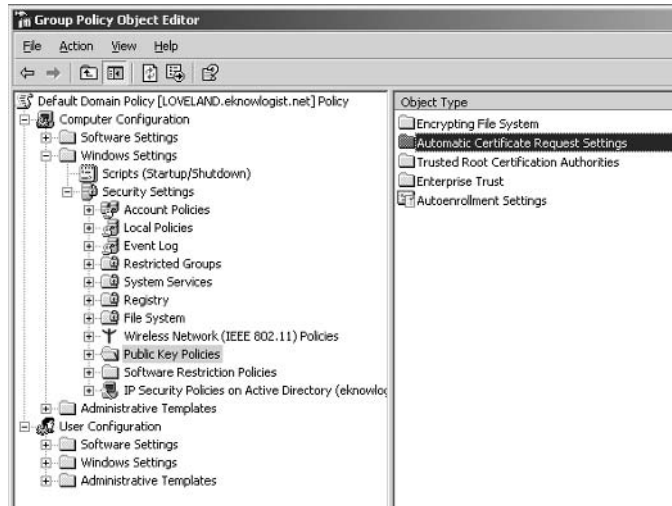 Group Policy Object Editor
File Action View Help
Default Domain Policy [LOVELAND.eknowlogist.net] Policy
Computer Configuration
Software Settings
Windows Settings
Scripts (Startup/Shutdown)
Security Settings
Account Policies
Local Policies
Event Log
Restricted Groups
System Services
Registry
File System
Wireless Network (IEEE 802.11) Policies
Public Key Policies
Software Restriction Policies
IP Security Policies on Active Directory (eknowlog
Administrative Templates
User Configuration
Software Settings
Windows Settings
Administrative Templates
Object Type
Encrypting File System
Automatic Certificate Request Settings
Trusted Root Certification Authorities
Enterprise Trust
Autoenrollment Settings